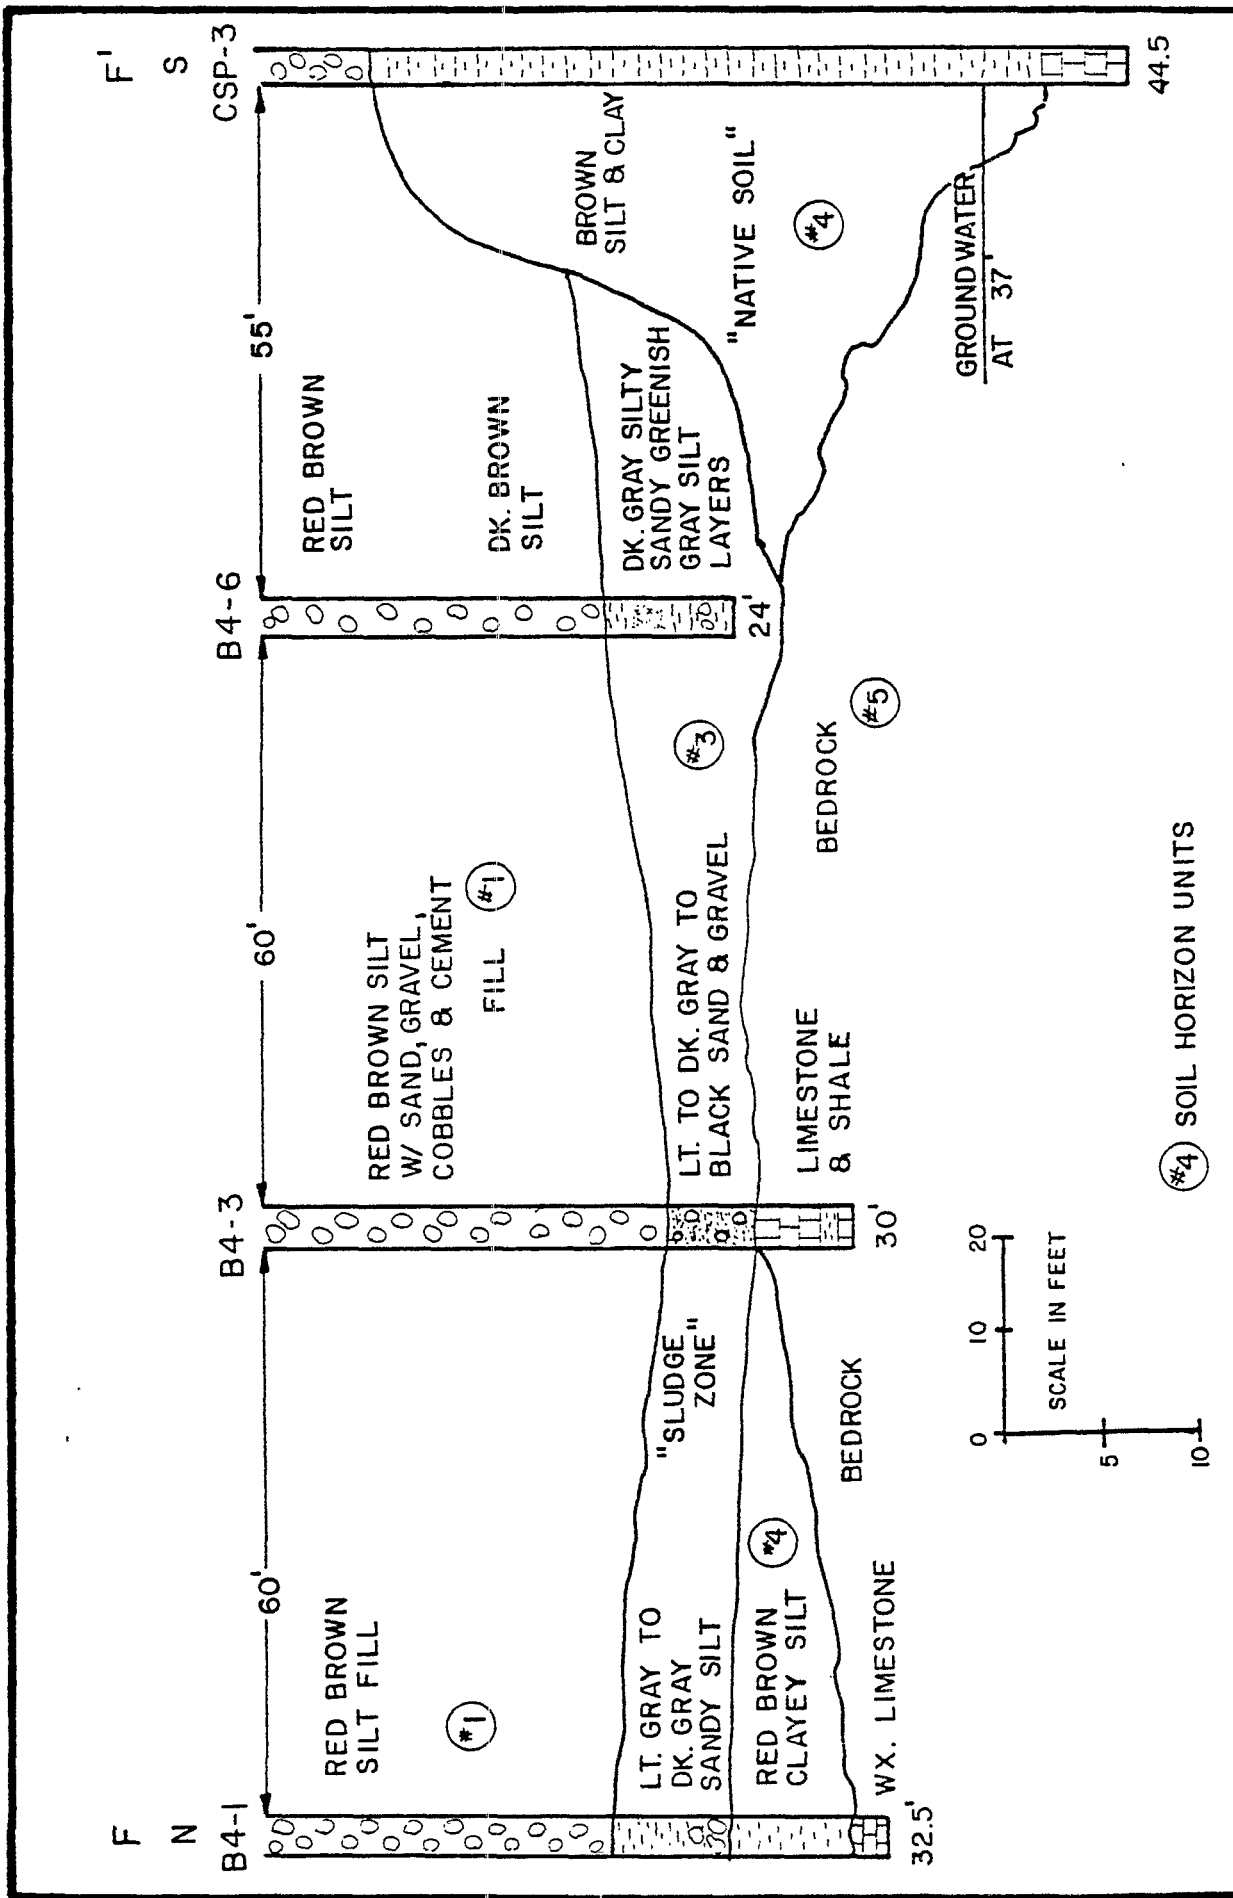 F
N
F'
S
B4-1
60'
B4-3
60'
B4-6
55'
CSP-3
RED BROWN
SILT FILL
#1
RED BROWN SILT
W/ SAND, GRAVEL,
COBBLES & CEMENT
FILL #1
RED BROWN
SILT
DK. BROWN
SILT
BROWN
SILT & CLAY
LT. GRAY TO
DK. GRAY
SANDY SILT
"SLUDGE
ZONE"
LT. TO DK. GRAY TO
BLACK SAND & GRAVEL
#3
DK. GRAY SILTY
SANDY GREENISH
GRAY SILT
LAYERS
"NATIVE SOIL"
#4
RED BROWN
CLAYEY SILT
#4
24'
BEDROCK
LIMESTONE
& SHALE
BEDROCK
#5
WX. LIMESTONE
32.5'
30'
GROUNDWATER
AT 37'
44.5
0 10 20
SCALE IN FEET
5
10
#4 SOIL HORIZON UNITS